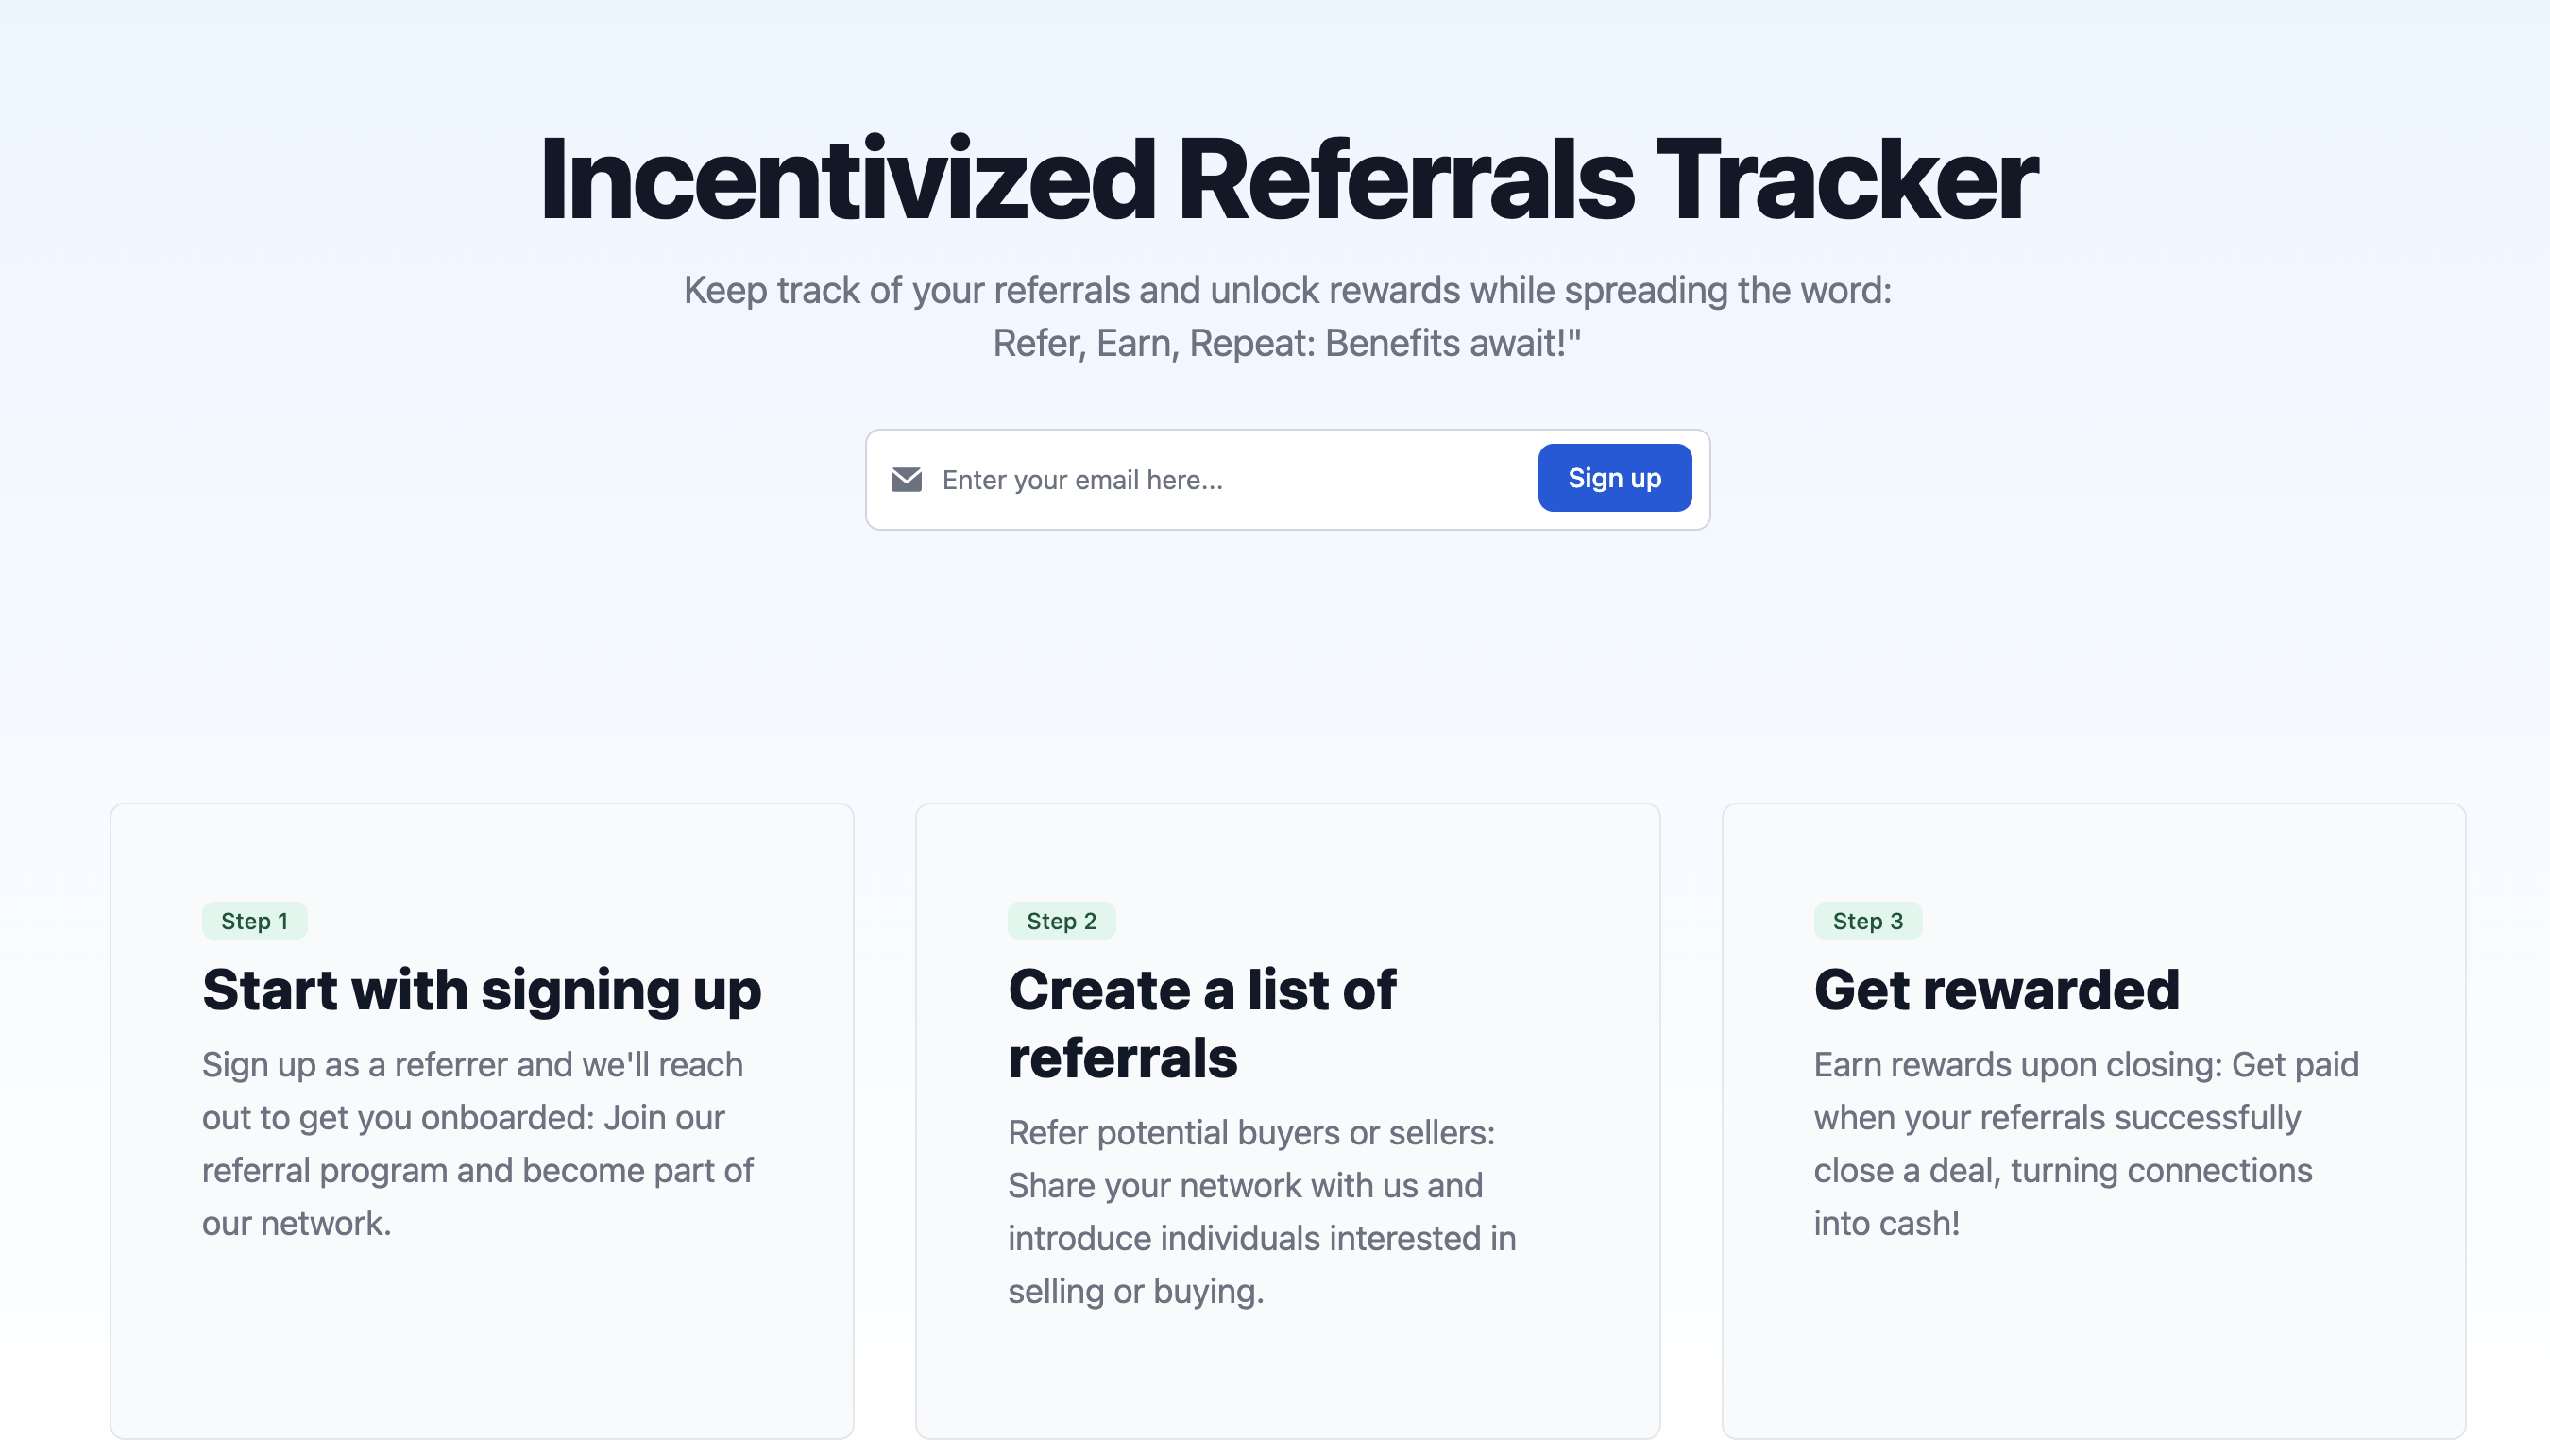 Incentivized Referrals Tracker
Keep track of your referrals and unlock rewards while spreading the word:
Refer, Earn, Repeat: Benefits await!"
Enter your email here...
Sign up
Step 1
Start with signing up
Sign up as a referrer and we'll reach
out to get you onboarded: Join our
referral program and become part of
our network.
Step 2
Create a list of
referrals
Refer potential buyers or sellers:
Share your network with us and
introduce individuals interested in
selling or buying.
Step 3
Get rewarded
Earn rewards upon closing: Get paid
when your referrals successfully
close a deal, turning connections
into cash!